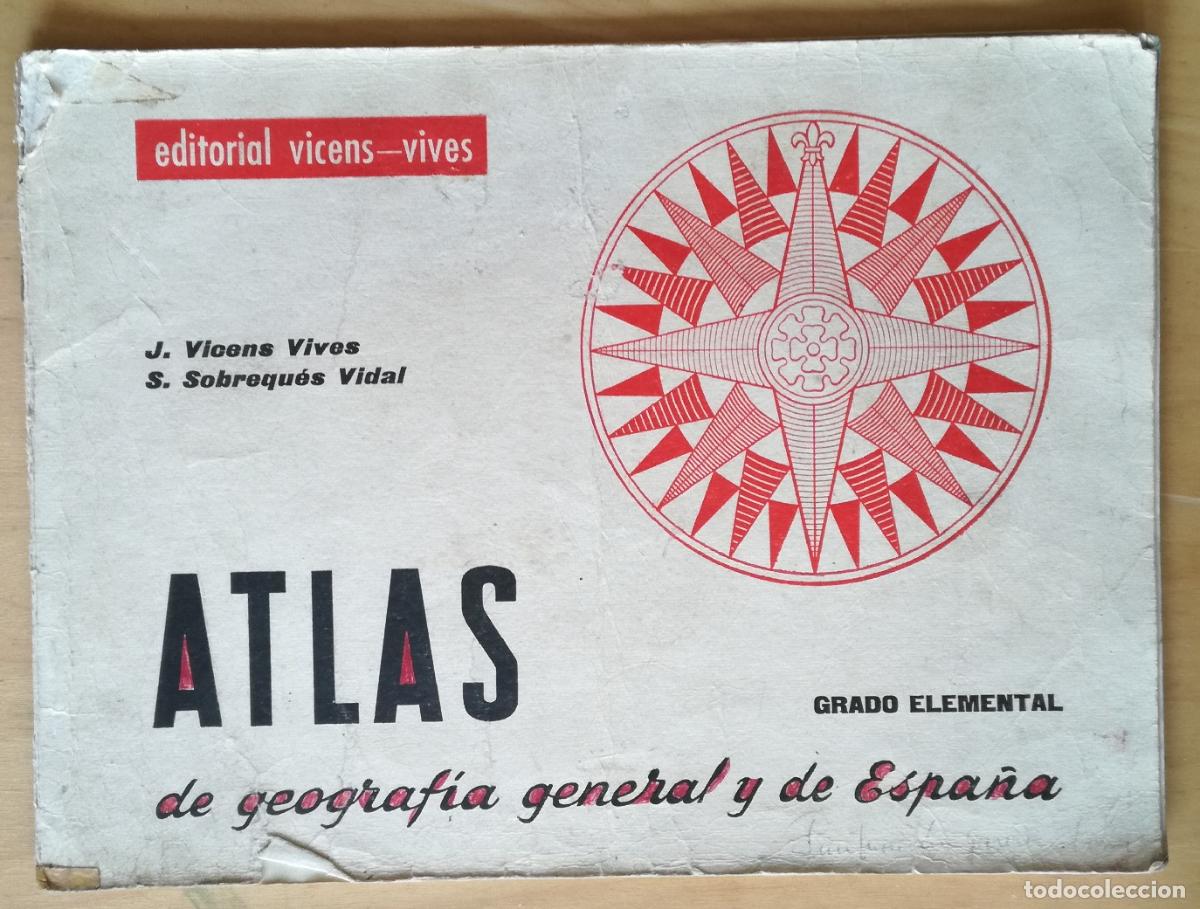 editorial vicens–vives
J. Vicens Vives
S. Sobrequés Vidal
ATLAS
GRADO ELEMENTAL
de geografía general y de España
todocoleccion